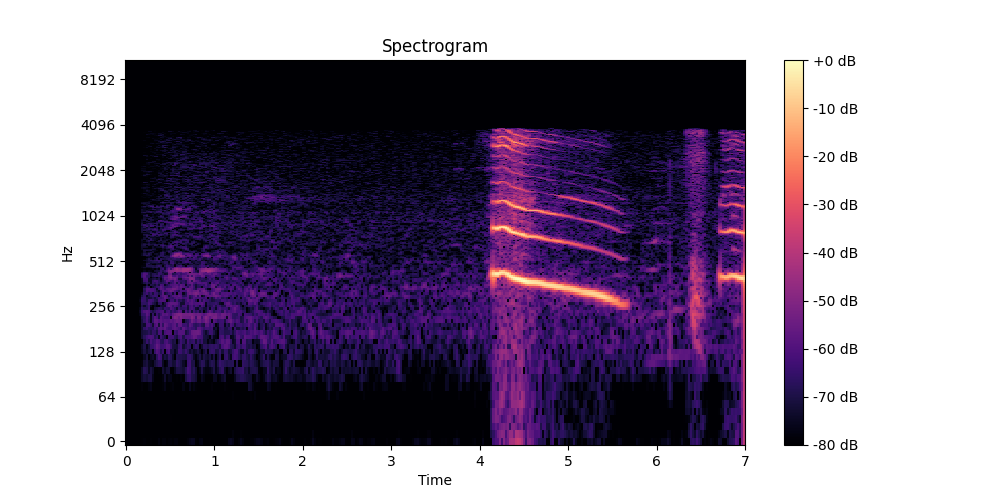 Spectrogram
Hz
8192
4096
2048
1024
512
256
128
64
0
0 1 2 3 4 5 6 7
Time
+0 dB
-10 dB
-20 dB
-30 dB
-40 dB
-50 dB
-60 dB
-70 dB
-80 dB